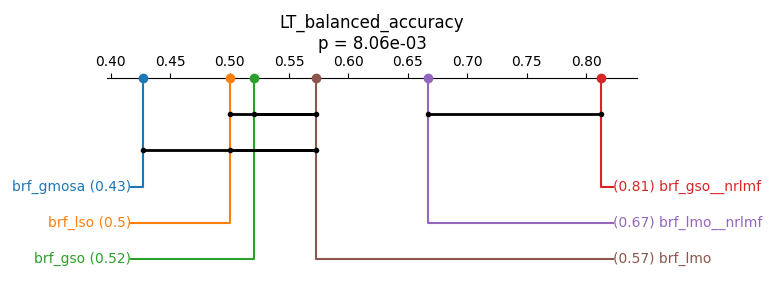 LT_balanced_accuracy
p = 8.06e-03
0.40 0.45 0.50 0.55 0.60 0.65 0.70 0.75 0.80
brf_gmosa (0.43) (0.81) brf_gso__nrlmf
brf_lso (0.5) (0.67) brf_lmo__nrlmf
brf_gso (0.52) (0.57) brf_lmo